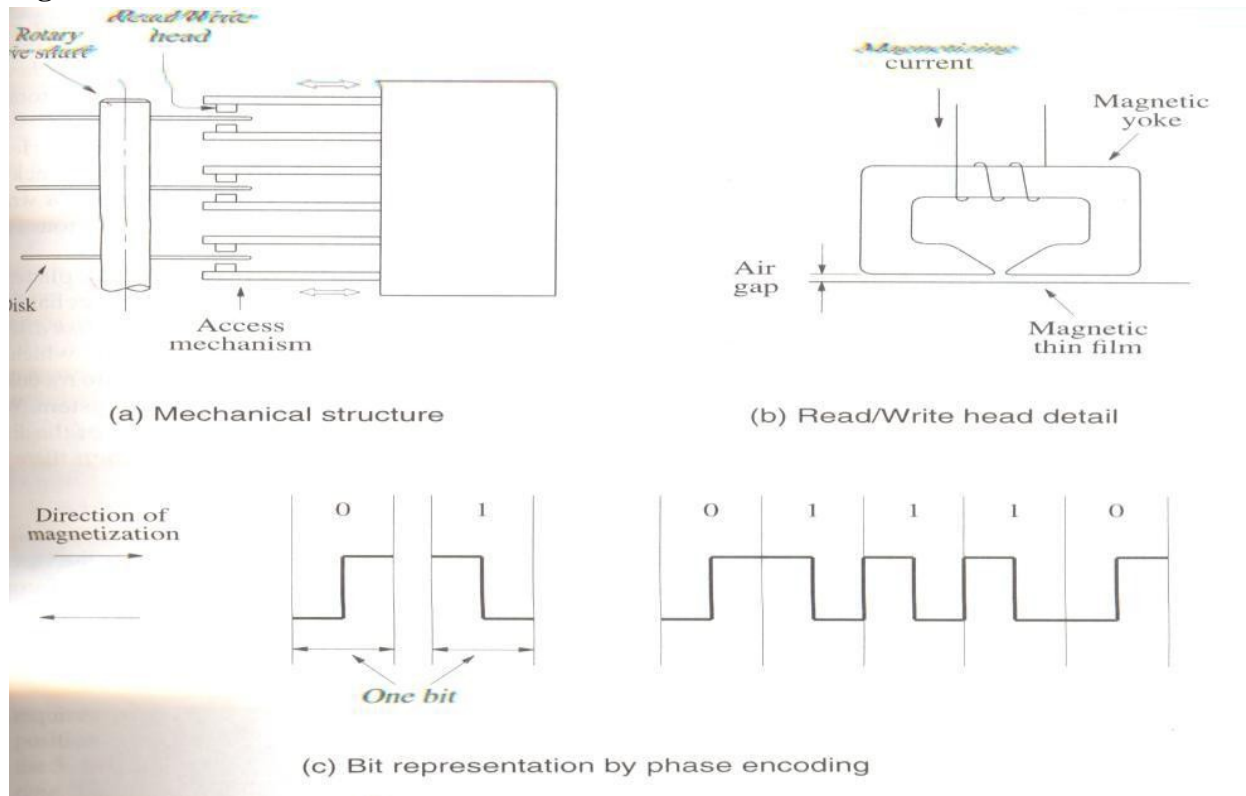 Read/Write
head
Rotary
ve shaft
Disk
Access
mechanism
(a) Mechanical structure
Magnetizing
current
Magnetic
yoke
Air
gap
Magnetic
thin film
(b) Read/Write head detail
Direction of
magnetization
0 1
One bit
0 1 1 1 0
(c) Bit representation by phase encoding